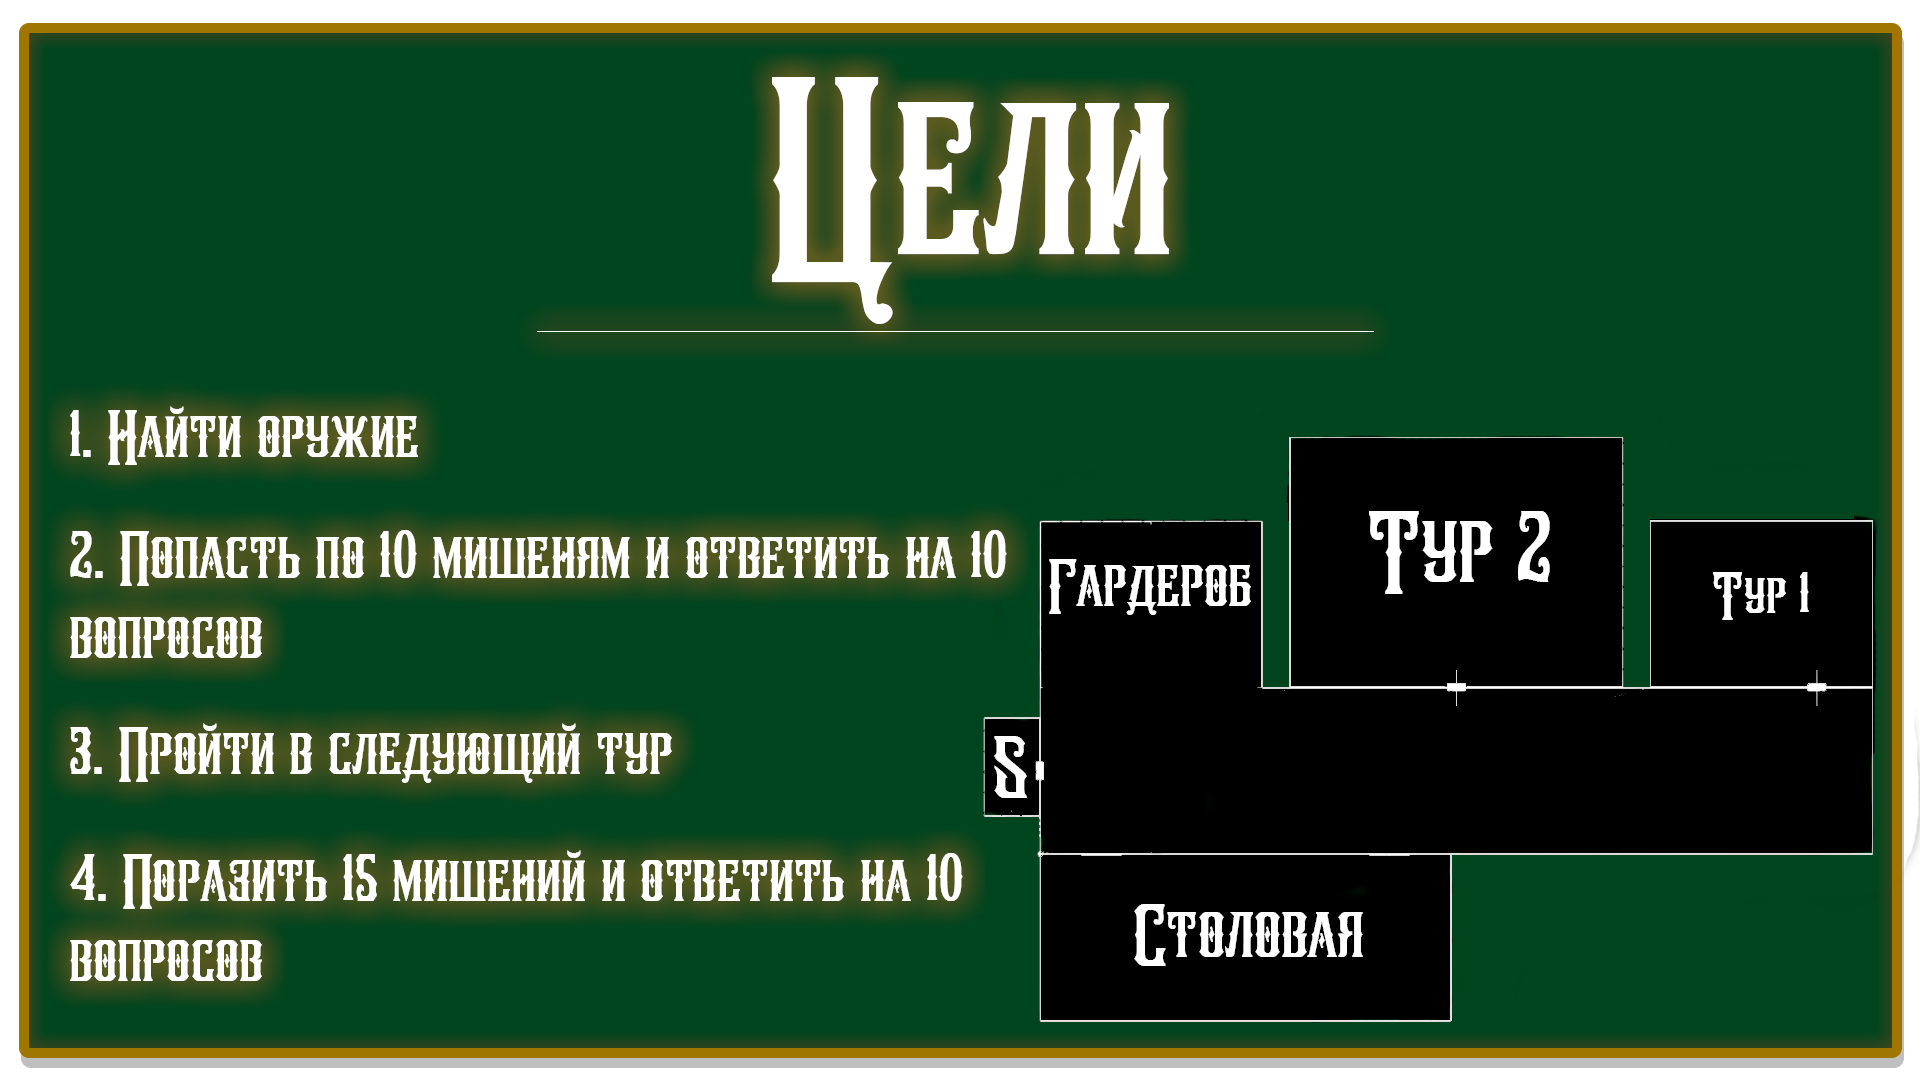 Цели
1. Найти оружие
2. Попасть по 10 мишеням и ответить на 10
вопросов
3. Пройти в следующий тур
4. Поразить 15 мишений и ответить на 10
вопросов
Гардероб
Тур 2
Тур 1
S
Столовая